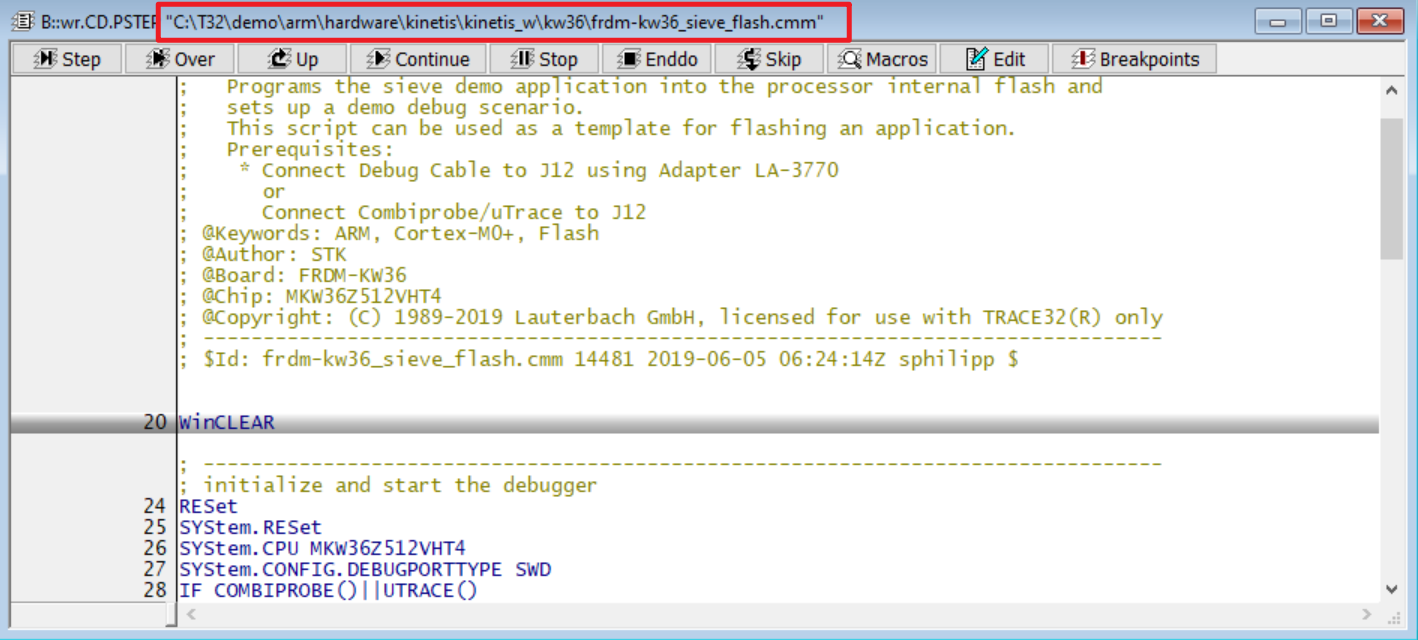 B::wr.CD.PSTEP "C:\T32\demo\arm\hardware\kinetis\kinetis_w\kw36\frdm-kw36_sieve_flash.cmm"
Step Over Up Continue Stop Enddo Skip Macros Edit Breakpoints
;   Programs the sieve demo application into the processor internal flash and
;   sets up a demo debug scenario.
;   This script can be used as a template for flashing an application.
;   Prerequisites:
;    * Connect Debug Cable to J12 using Adapter LA-3770
;      or
;      Connect Combiprobe/uTrace to J12
; @Keywords: ARM, Cortex-M0+, Flash
; @Author: STK
; @Board: FRDM-KW36
; @Chip: MKW36Z512VHT4
; @Copyright: (C) 1989-2019 Lauterbach GmbH, licensed for use with TRACE32(R) only
; --------------------------------------------------------------------------------
; $Id: frdm-kw36_sieve_flash.cmm 14481 2019-06-05 06:24:14Z sphilipp $
20 WinCLEAR
; --------------------------------------------------------------------------------
; initialize and start the debugger
24 RESet
25 SYStem.RESet
26 SYStem.CPU MKW36Z512VHT4
27 SYStem.CONFIG.DEBUGPORTTYPE SWD
28 IF COMBIPROBE()||UTRACE()